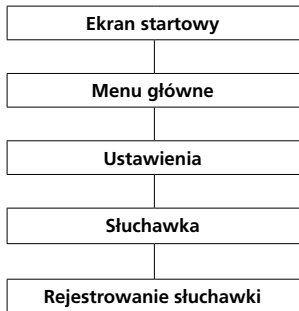 Ekran startowy
Menu główne
Ustawienia
Słuchawka
Rejestrowanie słuchawki